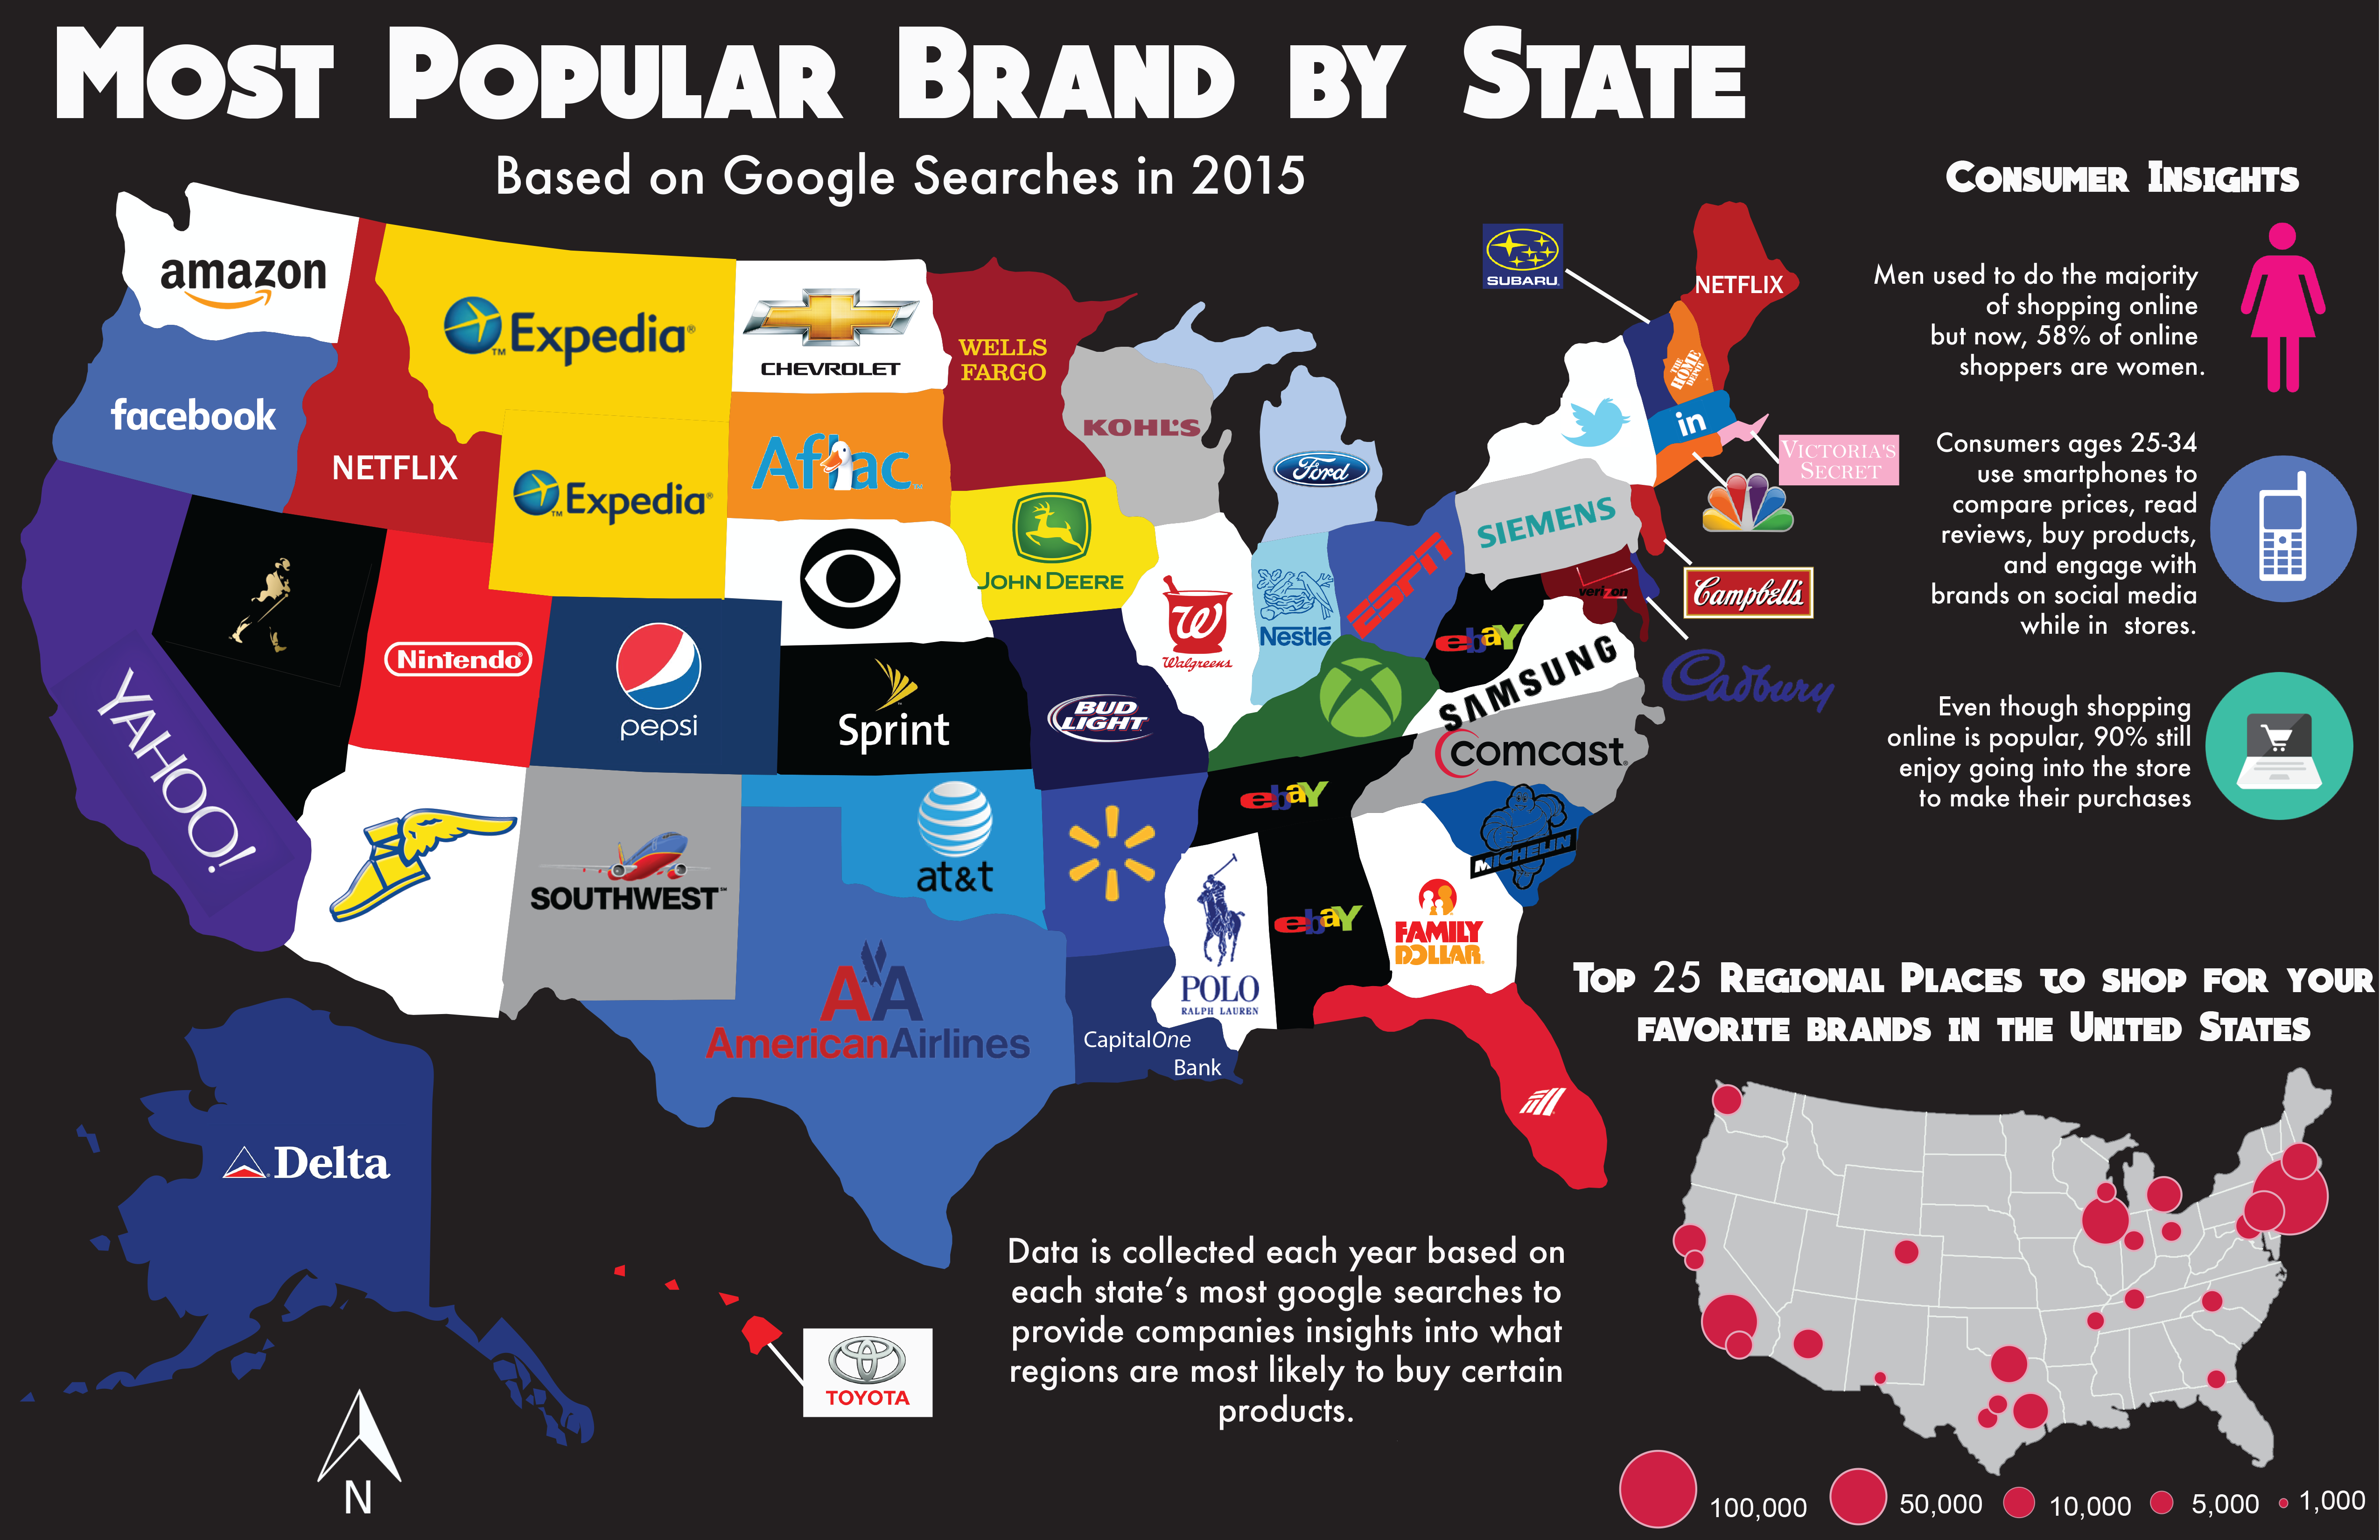 Most Popular Brand by State
Based on Google Searches in 2015
Consumer Insights
Men used to do the majority
of shopping online
but now, 58% of online
shoppers are women.
Consumers ages 25-34
use smartphones to
compare prices, read
reviews, buy products,
and engage with
brands on social media
while in stores.
Even though shopping
online is popular, 90% still
enjoy going into the store
to make their purchases
amazon
facebook
NETFLIX
Expedia®
™
Expedia®
™
CHEVROLET
WELLS
FARGO
KOHL'S
Ford
SUBARU
NETFLIX
THE
HOME
DEPOT
in
VICTORIA'S
SECRET
Aflac
JOHN DEERE
Walgreens
Nestlé
ESPN
SIEMENS
verizon
Campbell's
Cadbury
YAHOO!
Nintendo®
pepsi
Sprint
BUD
LIGHT
ebaY
SAMSUNG
comcast
ebaY
ebaY
MICHELIN
SOUTHWEST
at&t
POLO
RALPH LAUREN
FAMILY
DOLLAR
AA
AmericanAirlines
CapitalOne
Bank
Delta
TOYOTA
N
Data is collected each year based on
each state's most google searches to
provide companies insights into what
regions are most likely to buy certain
products.
Top 25 Regional Places to shop for your
favorite brands in the United States
100,000
50,000
10,000
5,000
1,000